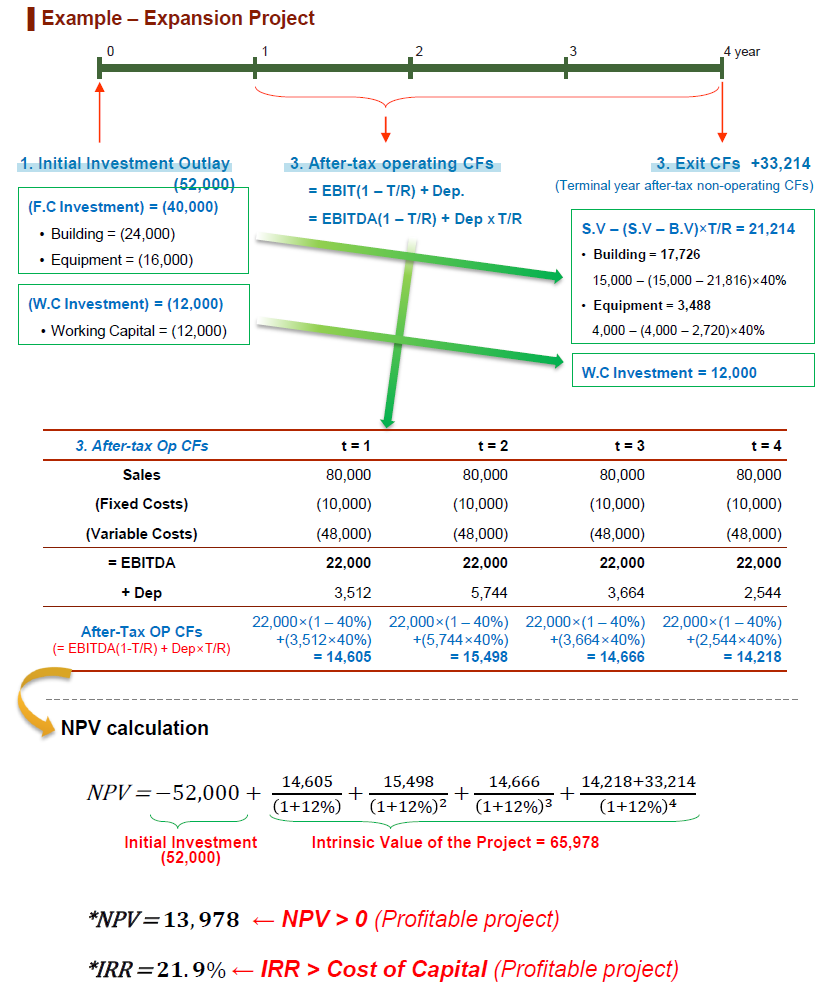 Example – Expansion Project
0 1 2 3 4 year
1. Initial Investment Outlay
(52,000)
(F.C Investment) = (40,000)
• Building = (24,000)
• Equipment = (16,000)
(W.C Investment) = (12,000)
• Working Capital = (12,000)
3. After-tax operating CFs
= EBIT(1 – T/R) + Dep.
= EBITDA(1 – T/R) + Dep x T/R
3. Exit CFs +33,214
(Terminal year after-tax non-operating CFs)
S.V – (S.V – B.V)×T/R = 21,214
• Building = 17,726
15,000 – (15,000 – 21,816)×40%
• Equipment = 3,488
4,000 – (4,000 – 2,720)×40%
W.C Investment = 12,000
3. After-tax Op CFs t = 1 t = 2 t = 3 t = 4
Sales 80,000 80,000 80,000 80,000
(Fixed Costs) (10,000) (10,000) (10,000) (10,000)
(Variable Costs) (48,000) (48,000) (48,000) (48,000)
= EBITDA 22,000 22,000 22,000 22,000
+ Dep 3,512 5,744 3,664 2,544
After-Tax OP CFs
(= EBITDA(1-T/R) + Dep×T/R)
22,000×(1 – 40%) 22,000×(1 – 40%) 22,000×(1 – 40%) 22,000×(1 – 40%)
+(3,512×40%) +(5,744×40%) +(3,664×40%) +(2,544×40%)
= 14,605 = 15,498 = 14,666 = 14,218
NPV calculation
NPV = −52,000 + 14,605/(1+12%) + 15,498/(1+12%)² + 14,666/(1+12%)³ + 14,218+33,214/(1+12%)⁴
Initial Investment
(52,000)
Intrinsic Value of the Project = 65,978
*NPV = 13,978 ← NPV > 0 (Profitable project)
*IRR = 21.9% ← IRR > Cost of Capital (Profitable project)